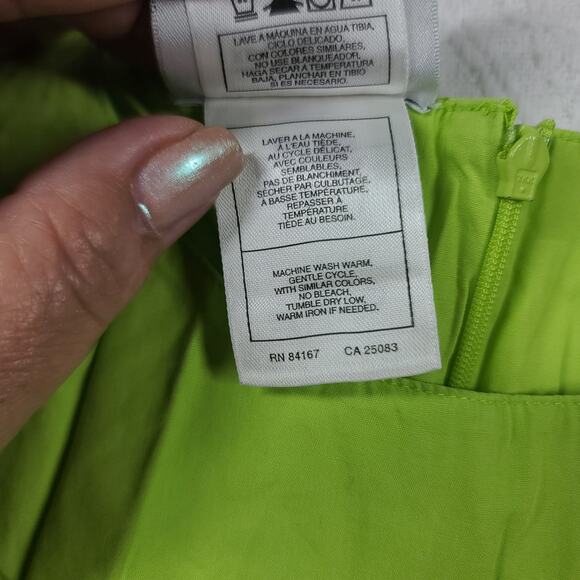 LAVE A MAQUINA EN AGUA TIBIA,
CICLO DELICADO,
CON COLORES SIMILARES,
NO USE BLANQUEADOR,
HAGA SECAR A TEMPERATURA
BAJA, PLANCHAR EN TIBIO
SI ES NECESARIO.
LAVER A LA MACHINE,
À L'EAU TIÈDE,
AU CYCLE DÉLICAT,
AVEC COULEURS
SEMBLABLES,
PAS DE BLANCHIMENT,
SÉCHER PAR CULBUTAGE,
À BASSE TEMPÉRATURE,
REPASSER À
TEMPÉRATURE
TIÈDE AU BESOIN.
MACHINE WASH WARM,
GENTLE CYCLE,
WITH SIMILAR COLORS,
NO BLEACH,
TUMBLE DRY LOW,
WARM IRON IF NEEDED.
RN 84167 CA 25083